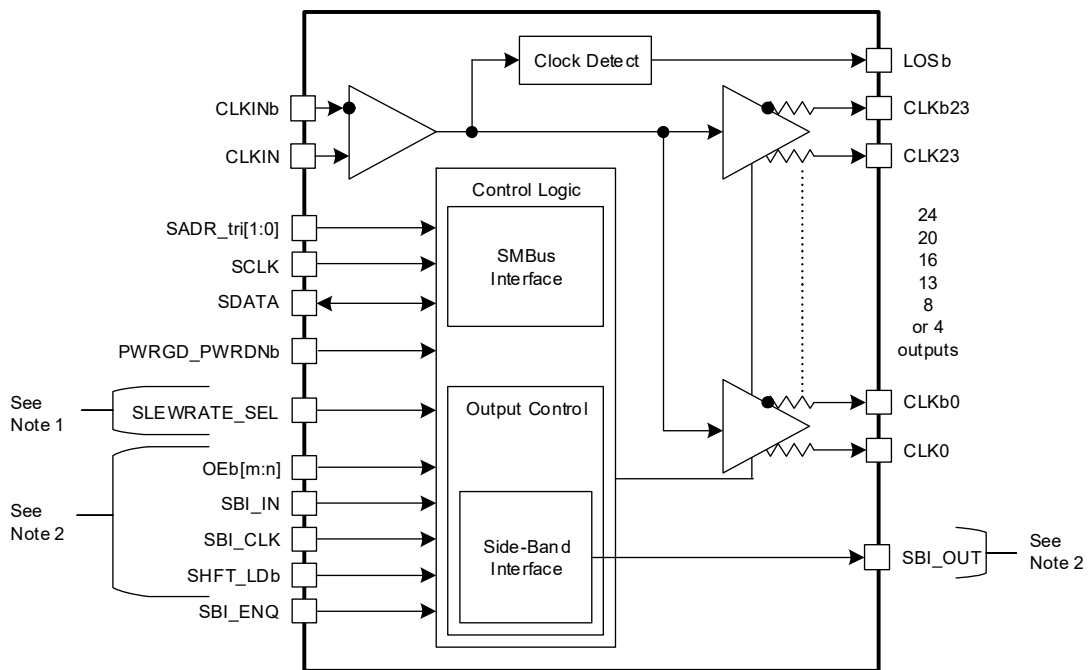 Clock Detect
LOSb
CLKINb
CLKb23
CLKIN
CLK23
Control Logic
SADR_tri[1:0]
SCLK
SDATA
SMBus
Interface
24
20
16
13
8
or 4
outputs
PWRGD_PWRDNb
See
Note 1
SLEWRATE_SEL
Output Control
CLKb0
CLK0
OEb[m:n]
See
Note 2
SBI_IN
SBI_CLK
SHFT_LDb
SBI_ENQ
Side-Band
Interface
SBI_OUT
See
Note 2